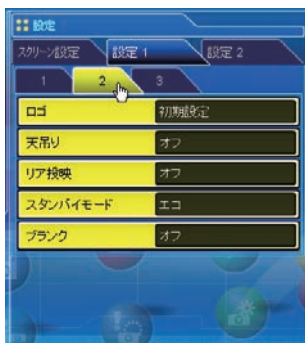 設定
スクリーン設定 設定 1 設定 2
1 2 3
ロゴ 初期設定
天吊り オフ
リア投映 オフ
スタンバイモード エコ
ブランク オフ